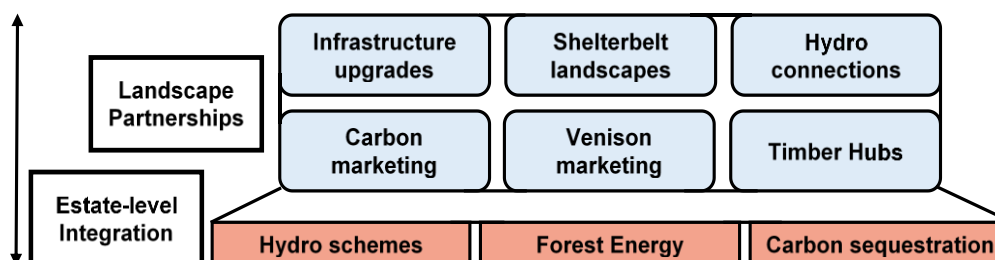 Infrastructure
upgrades
Shelterbelt
landscapes
Hydro
connections
Landscape
Partnerships
Carbon
marketing
Venison
marketing
Timber Hubs
Estate-level
Integration
Hydro schemes
Forest Energy
Carbon sequestration